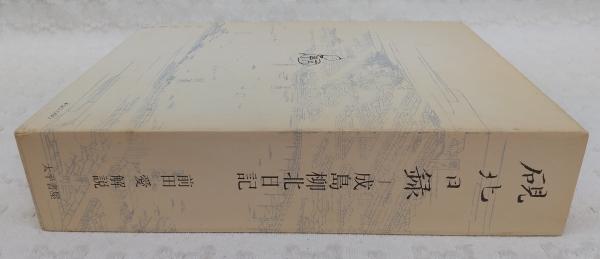 硯北日録
―成島柳北日記
前田愛 解説
太平書屋